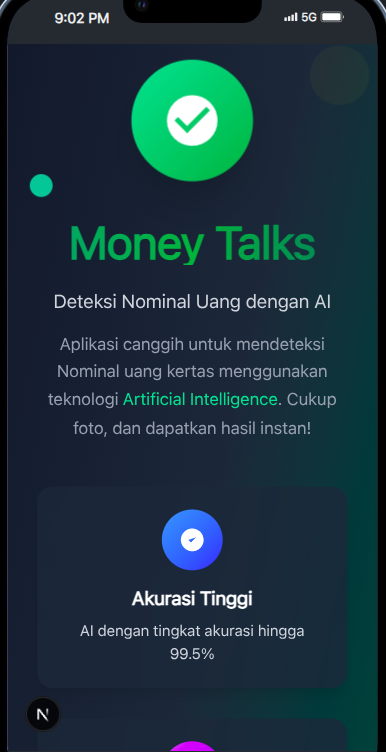 9:02 PM
5G
Money Talks
Deteksi Nominal Uang dengan AI
Aplikasi canggih untuk mendeteksi
Nominal uang kertas menggunakan
teknologi Artificial Intelligence. Cukup
foto, dan dapatkan hasil instan!
Akurasi Tinggi
AI dengan tingkat akurasi hingga
99.5%
N